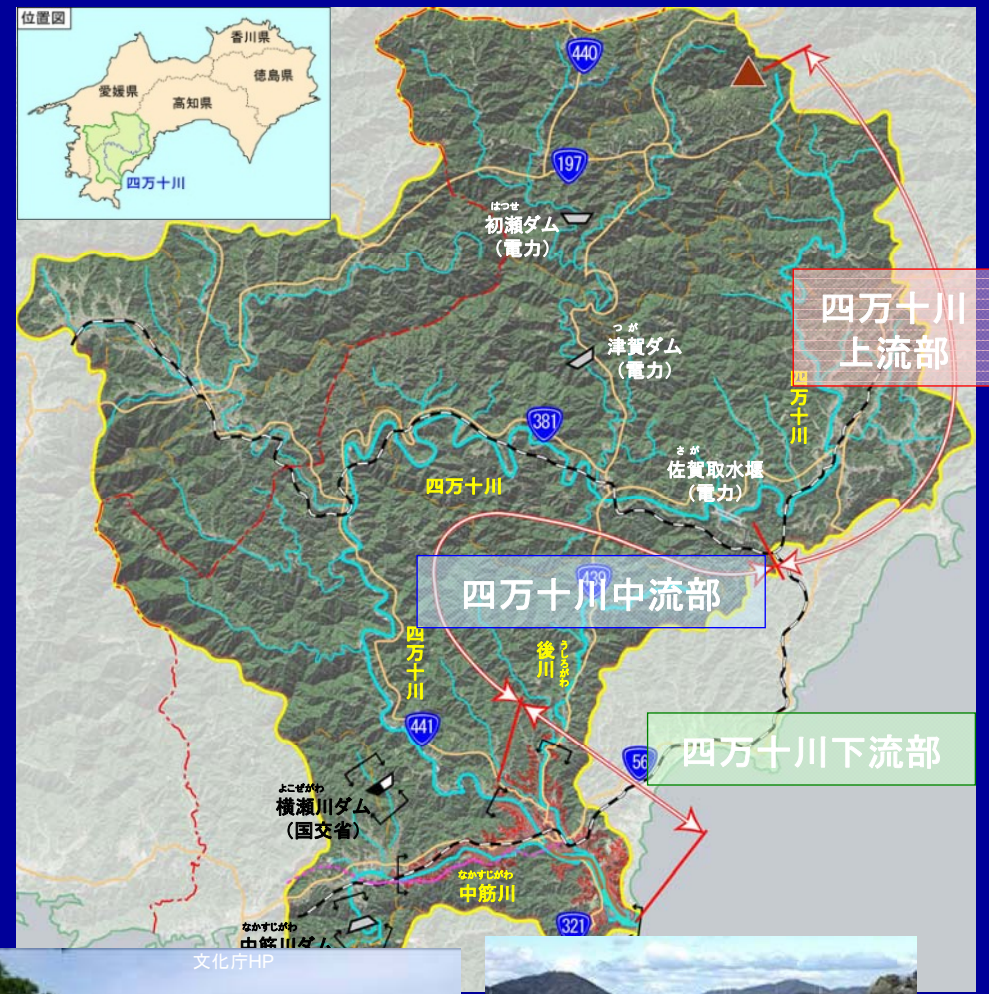 位置図
香川県
徳島県
愛媛県
高知県
四万十川
440
197
はつせ
初瀬ダム
（電力）
つが
津賀ダム
（電力）
四万十川
上流部
四万十川
381
さが
佐賀取水堰
（電力）
四万十川
四万十川中流部
439
四万十川
後川
うしろがわ
441
四万十川下流部
56
よこぜがわ
横瀬川ダム
（国交省）
なかすじがわ
中筋川
321
なかすじがわ
中筋川ダム
文化庁HP